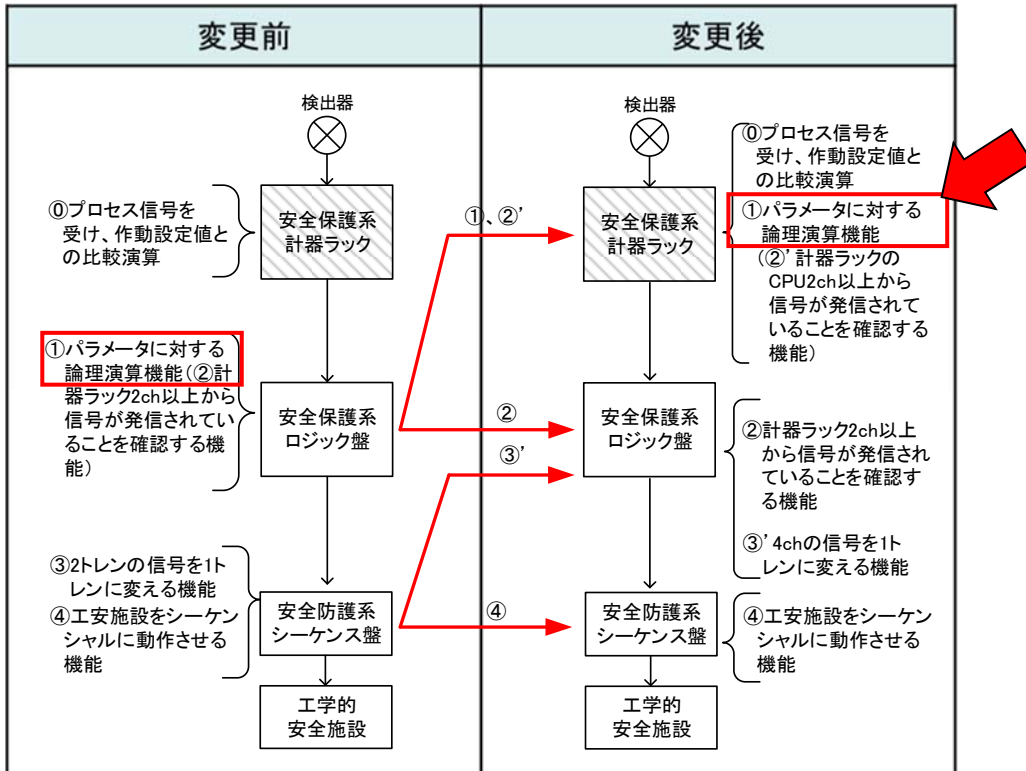 変更前
検出器
⓪プロセス信号を
受け、作動設定値と
の比較演算
安全保護系
計器ラック
①パラメータに対する
論理演算機能(②計
器ラック2ch以上から
信号が発信されてい
ることを確認する機
能)
安全保護系
ロジック盤
③2トレンの信号を1ト
レンに変える機能
④工安施設をシーケン
シャルに動作させる
機能
安全防護系
シーケンス盤
工学的
安全施設
①、②’
②
③’
④
変更後
検出器
安全保護系
計器ラック
⓪プロセス信号を
受け、作動設定値と
の比較演算
①パラメータに対する
論理演算機能
(②’計器ラックの
CPU2ch以上から
信号が発信されて
いることを確認する
機能)
安全保護系
ロジック盤
②計器ラック2ch以上
から信号が発信され
ていることを確認す
る機能
③’4chの信号を1ト
レンに変える機能
安全防護系
シーケンス盤
④工安施設をシーケン
シャルに動作させる
機能
工学的
安全施設